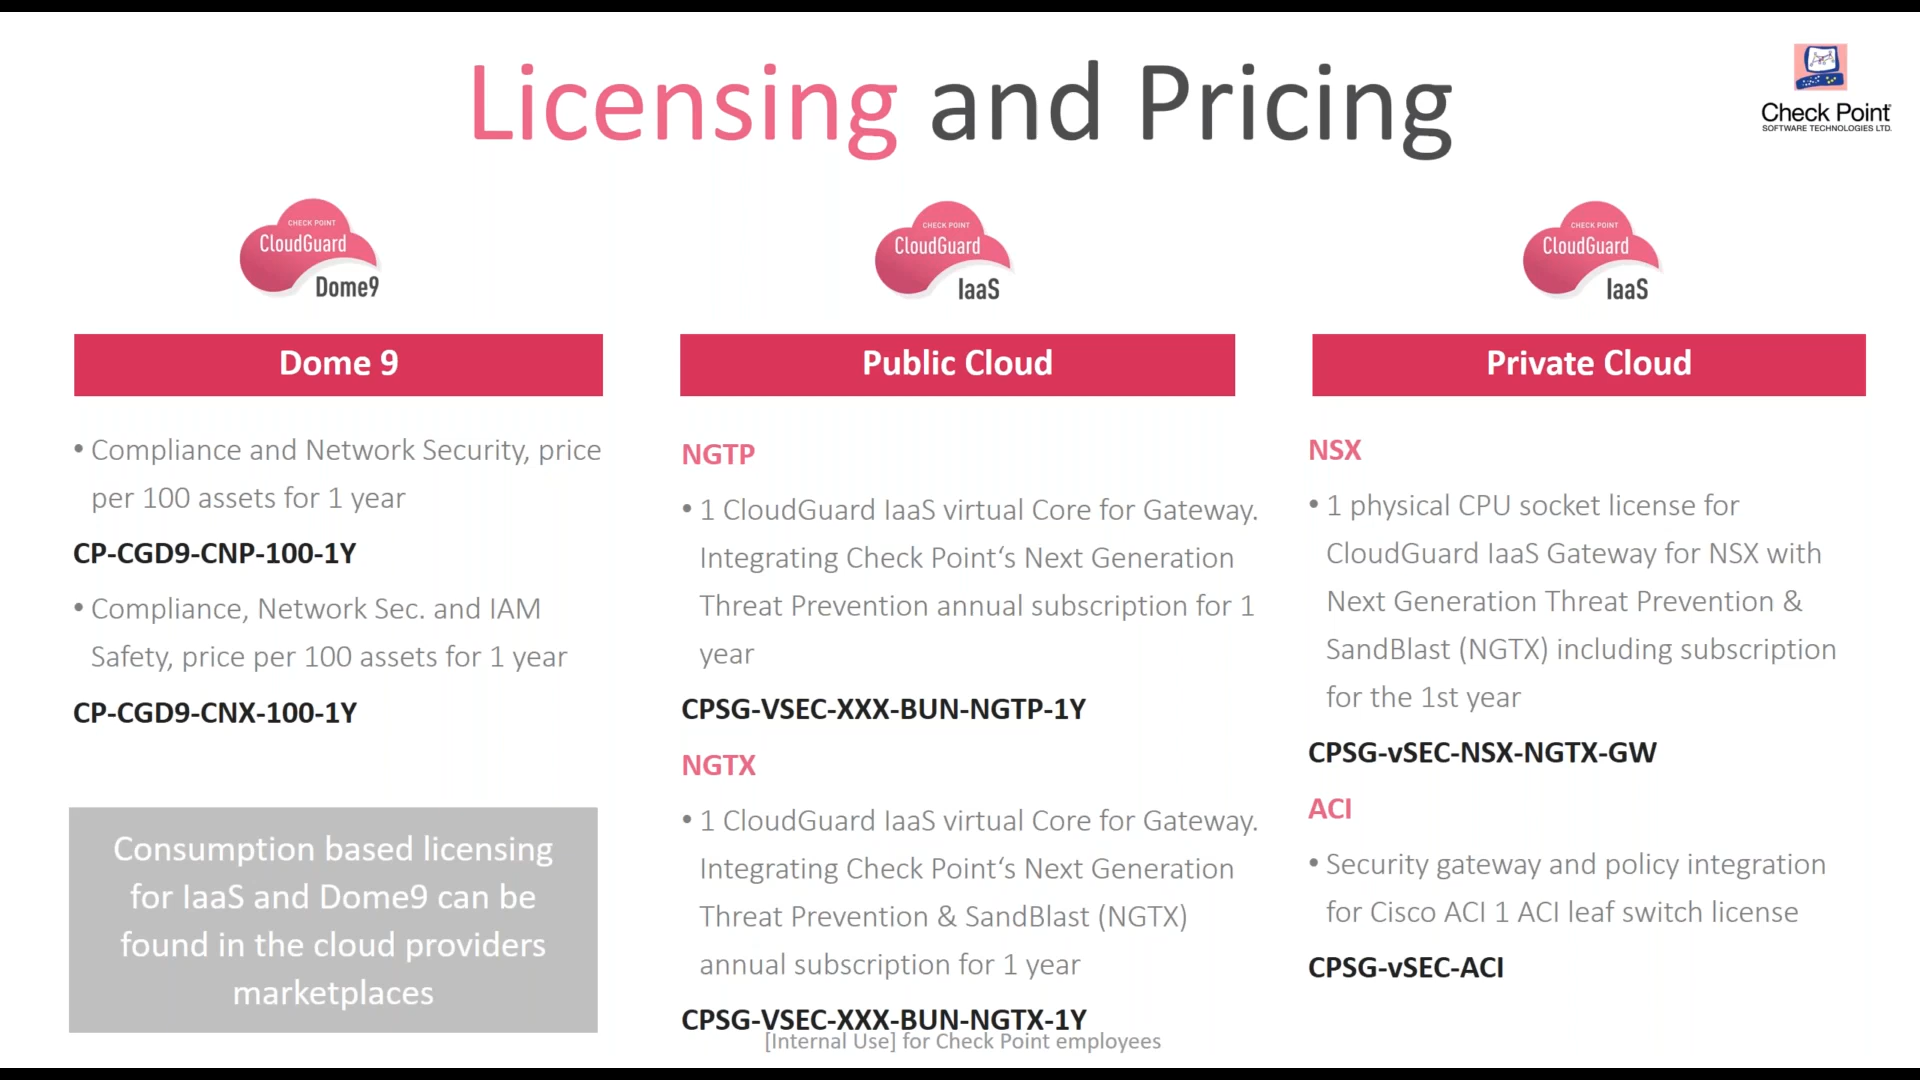 Licensing and Pricing
Check Point
SOFTWARE TECHNOLOGIES LTD.
CHECK POINT
CloudGuard
Dome9
Dome 9
• Compliance and Network Security, price
per 100 assets for 1 year
CP-CGD9-CNP-100-1Y
• Compliance, Network Sec. and IAM
Safety, price per 100 assets for 1 year
CP-CGD9-CNX-100-1Y
Consumption based licensing
for IaaS and Dome9 can be
found in the cloud providers
marketplaces
CHECK POINT
CloudGuard
IaaS
Public Cloud
NGTP
• 1 CloudGuard IaaS virtual Core for Gateway.
Integrating Check Point‘s Next Generation
Threat Prevention annual subscription for 1
year
CPSG-VSEC-XXX-BUN-NGTP-1Y
NGTX
• 1 CloudGuard IaaS virtual Core for Gateway.
Integrating Check Point‘s Next Generation
Threat Prevention & SandBlast (NGTX)
annual subscription for 1 year
CPSG-VSEC-XXX-BUN-NGTX-1Y
CHECK POINT
CloudGuard
IaaS
Private Cloud
NSX
• 1 physical CPU socket license for
CloudGuard IaaS Gateway for NSX with
Next Generation Threat Prevention &
SandBlast (NGTX) including subscription
for the 1st year
CPSG-vSEC-NSX-NGTX-GW
ACI
• Security gateway and policy integration
for Cisco ACI 1 ACI leaf switch license
CPSG-vSEC-ACI
[Internal Use] for Check Point employees